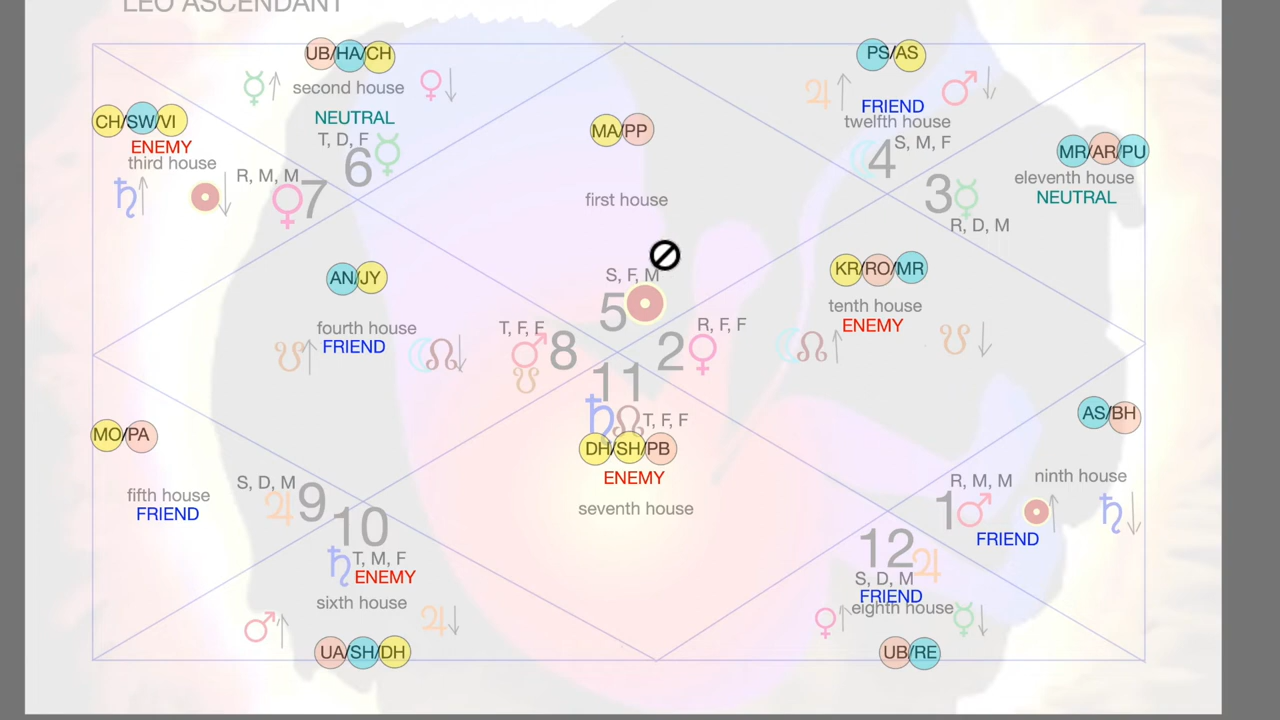 LEO ASCENDANT
UB/HA/CH
second house
NEUTRAL
T, D, F
6
CH/SW/VI
ENEMY
third house
R, M, M
7
MA/PP
first house
S, F, M
5
PS/AS
FRIEND
twelfth house
S, M, F
4
MR/AR/PU
eleventh house
NEUTRAL
3
R, D, M
AN/JY
fourth house
FRIEND
T, F, F
8
R, F, F
2
KR/RO/MR
tenth house
ENEMY
11
T, F, F
DH/SH/PB
ENEMY
seventh house
MO/PA
fifth house
FRIEND
S, D, M
9
10
T, M, F
ENEMY
sixth house
UA/SH/DH
AS/BH
ninth house
R, M, M
1
FRIEND
12
S, D, M
FRIEND
eighth house
UB/RE